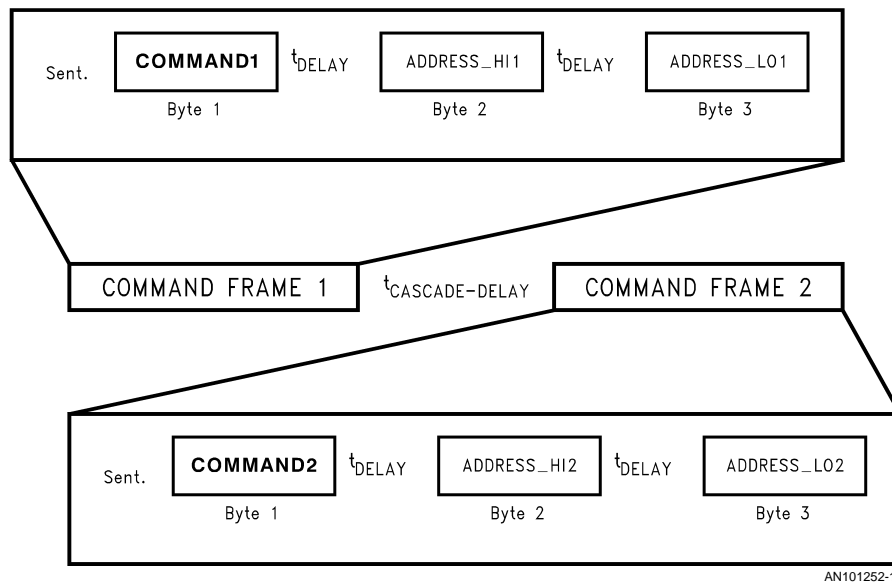 Sent. COMMAND1 tDELAY ADDRESS_HI1 tDELAY ADDRESS_LO1
Byte 1 Byte 2 Byte 3
COMMAND FRAME 1 tCASCADE-DELAY COMMAND FRAME 2
Sent. COMMAND2 tDELAY ADDRESS_HI2 tDELAY ADDRESS_LO2
Byte 1 Byte 2 Byte 3